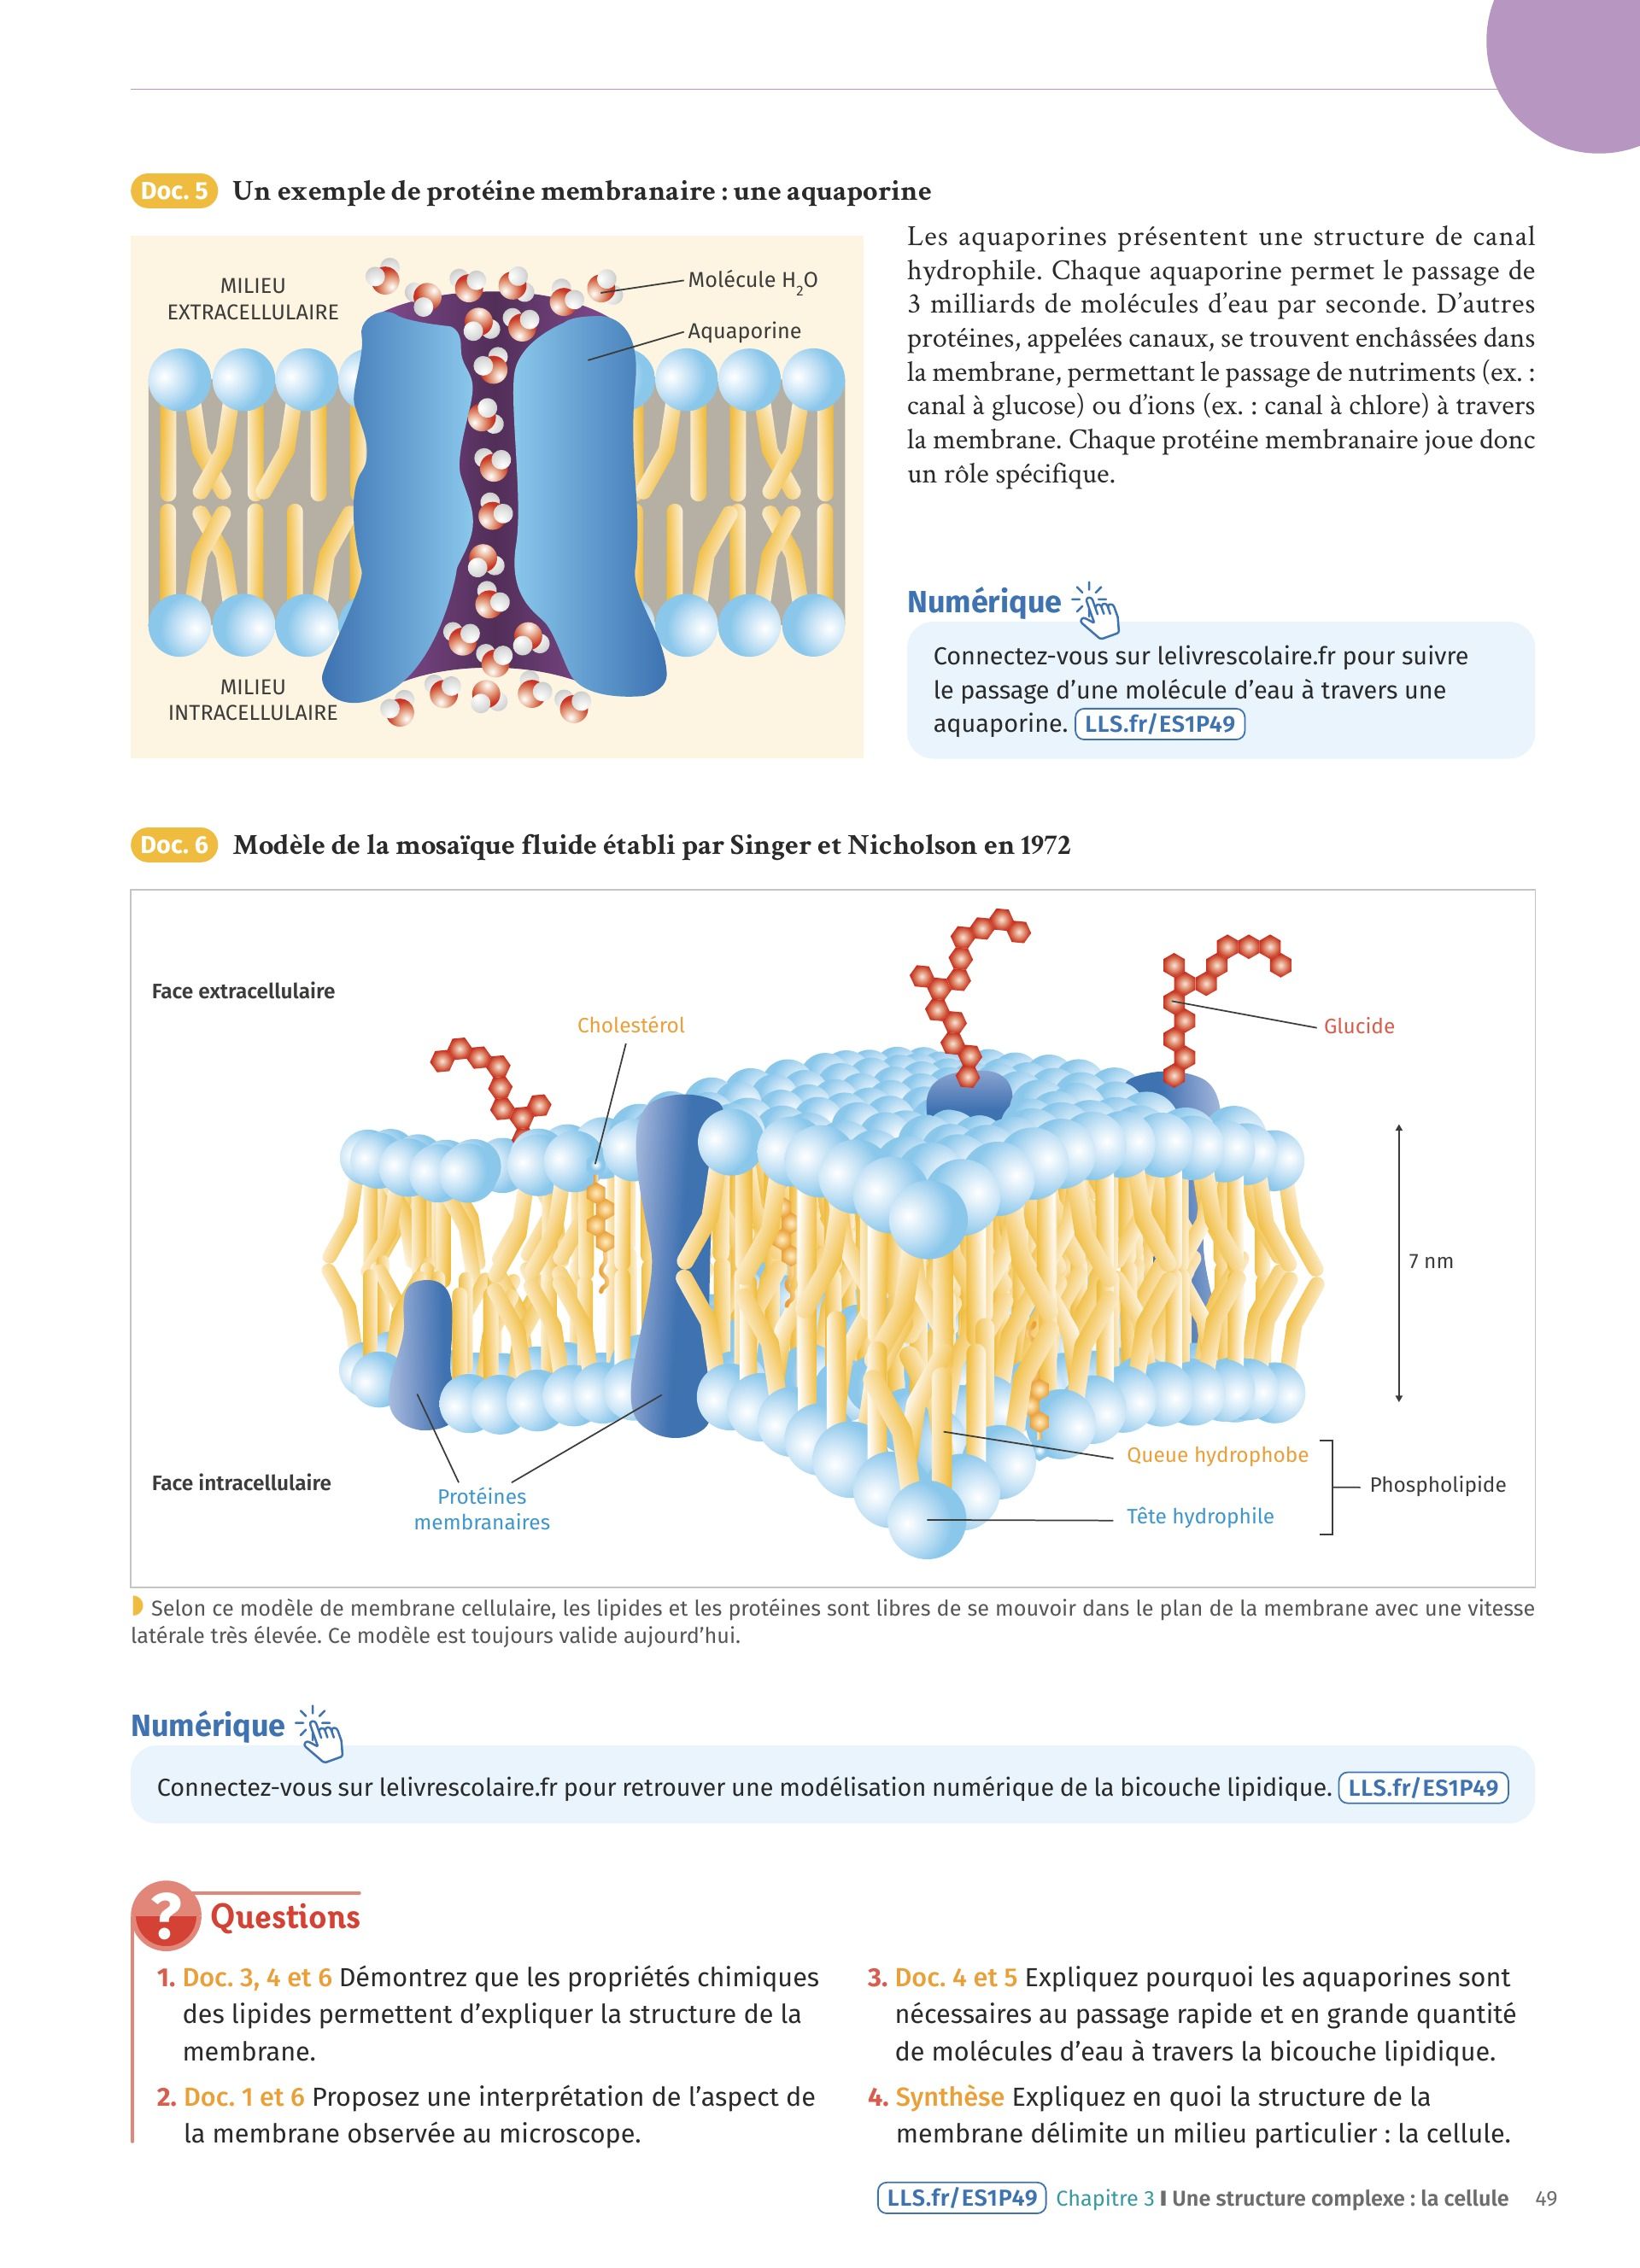 Doc. 5 Un exemple de protéine membranaire : une aquaporine
MILIEU
EXTRACELLULAIRE
Molécule H₂O
Aquaporine
MILIEU
INTRACELLULAIRE
Les aquaporines présentent une structure de canal
hydrophile. Chaque aquaporine permet le passage de
3 milliards de molécules d’eau par seconde. D’autres
protéines, appelées canaux, se trouvent enchâssées dans
la membrane, permettant le passage de nutriments (ex. :
canal à glucose) ou d’ions (ex. : canal à chlore) à travers
la membrane. Chaque protéine membranaire joue donc
un rôle spécifique.
Numérique
Connectez-vous sur lelivrescolaire.fr pour suivre
le passage d’une molécule d’eau à travers une
aquaporine. LLS.fr/ES1P49
Doc. 6 Modèle de la mosaïque fluide établi par Singer et Nicholson en 1972
Face extracellulaire
Cholestérol
Glucide
7 nm
Face intracellulaire
Protéines
membranaires
Queue hydrophobe
Phospholipide
Tête hydrophile
Selon ce modèle de membrane cellulaire, les lipides et les protéines sont libres de se mouvoir dans le plan de la membrane avec une vitesse
latérale très élevée. Ce modèle est toujours valide aujourd’hui.
Numérique
Connectez-vous sur lelivrescolaire.fr pour retrouver une modélisation numérique de la bicouche lipidique. LLS.fr/ES1P49
? Questions
1. Doc. 3, 4 et 6 Démontrez que les propriétés chimiques
des lipides permettent d’expliquer la structure de la
membrane.
2. Doc. 1 et 6 Proposez une interprétation de l’aspect de
la membrane observée au microscope.
3. Doc. 4 et 5 Expliquez pourquoi les aquaporines sont
nécessaires au passage rapide et en grande quantité
de molécules d’eau à travers la bicouche lipidique.
4. Synthèse Expliquez en quoi la structure de la
membrane délimite un milieu particulier : la cellule.
LLS.fr/ES1P49 Chapitre 3 I Une structure complexe : la cellule 49